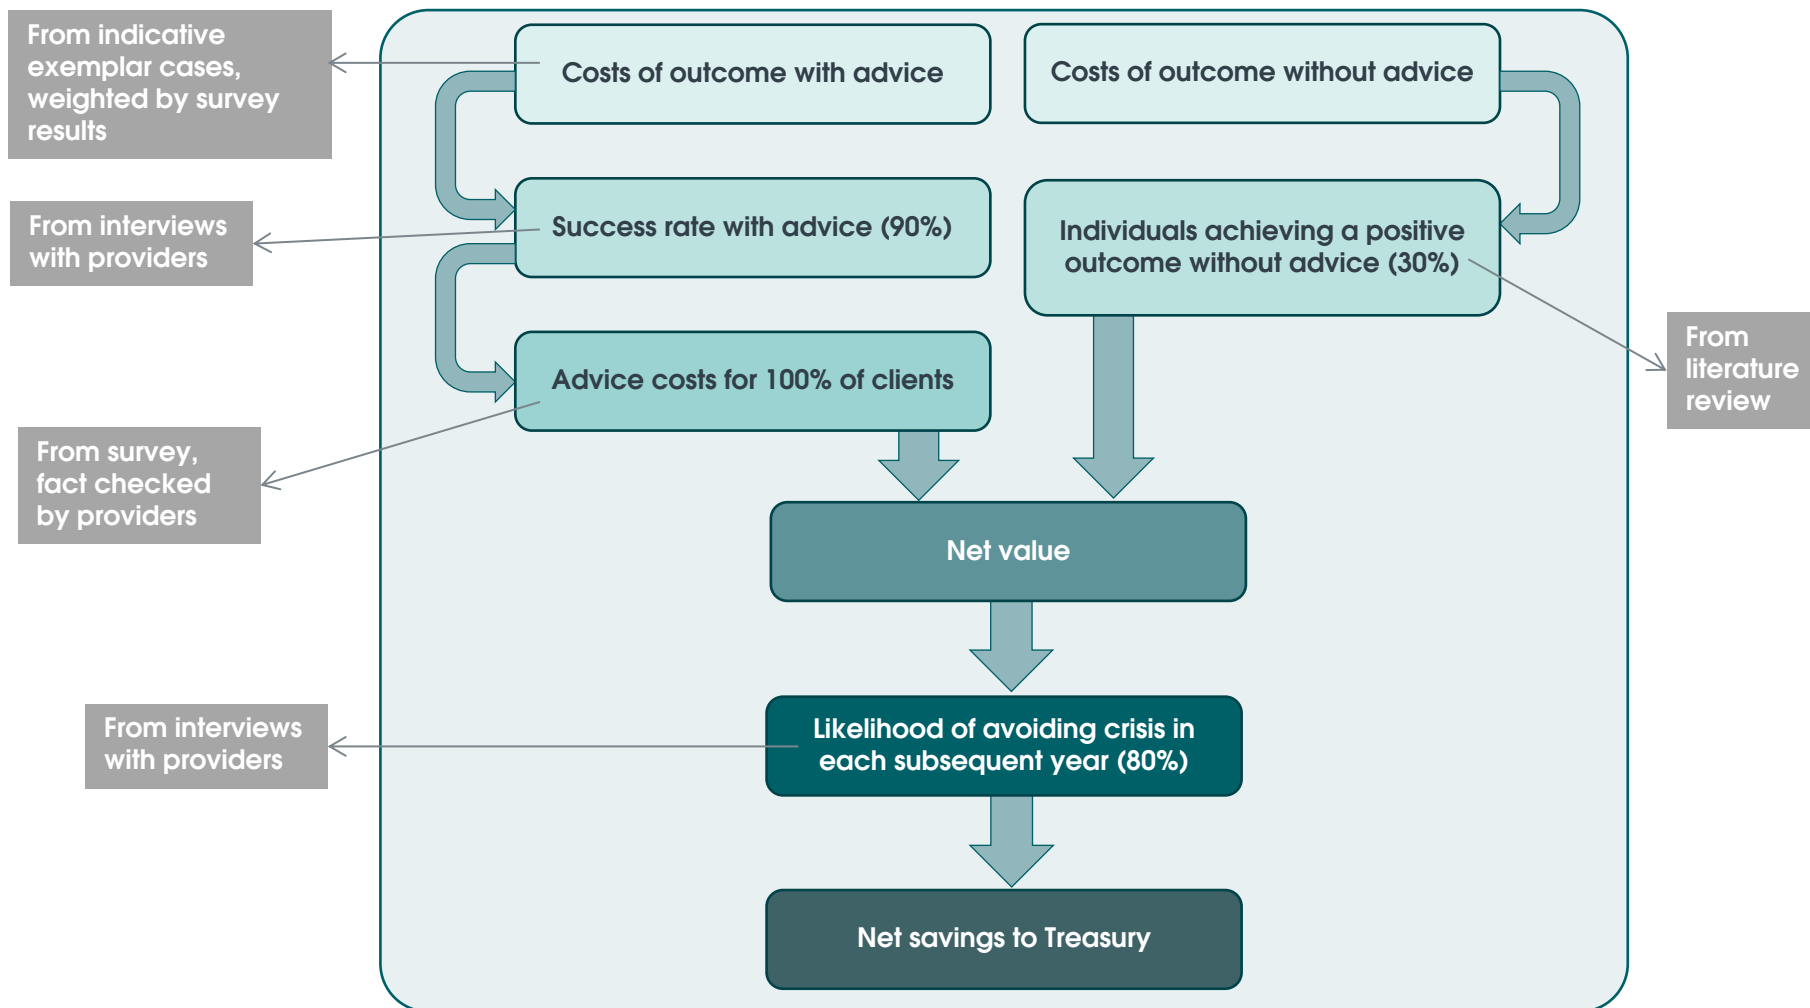 From indicative
exemplar cases,
weighted by survey
results
Costs of outcome with advice
Costs of outcome without advice
From interviews
with providers
Success rate with advice (90%)
Individuals achieving a positive
outcome without advice (30%)
From
literature
review
Advice costs for 100% of clients
From survey,
fact checked
by providers
Net value
From interviews
with providers
Likelihood of avoiding crisis in
each subsequent year (80%)
Net savings to Treasury